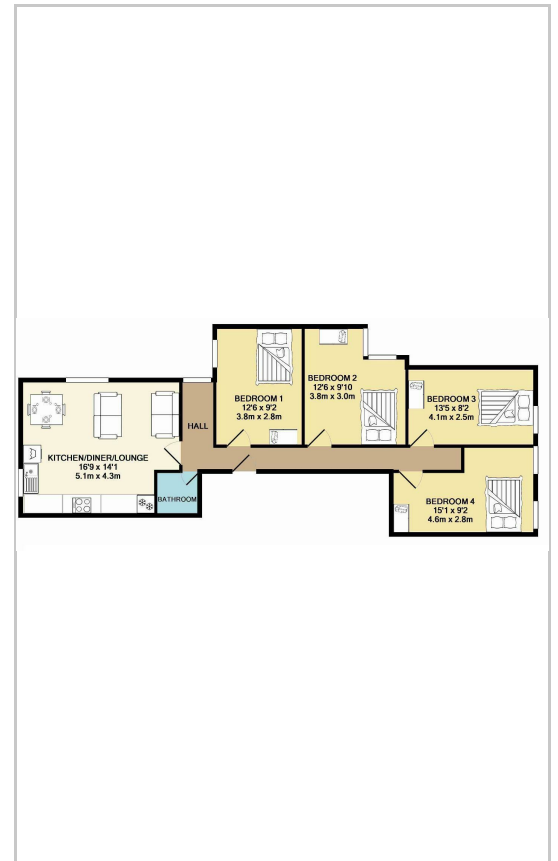 KITCHEN/DINER/LOUNGE
16'9 x 14'1
5.1m x 4.3m
BATHROOM
HALL
BEDROOM 1
12'6 x 9'2
3.8m x 2.8m
BEDROOM 2
12'6 x 9'10
3.8m x 3.0m
BEDROOM 3
13'5 x 8'2
4.1m x 2.5m
BEDROOM 4
15'1 x 9'2
4.6m x 2.8m